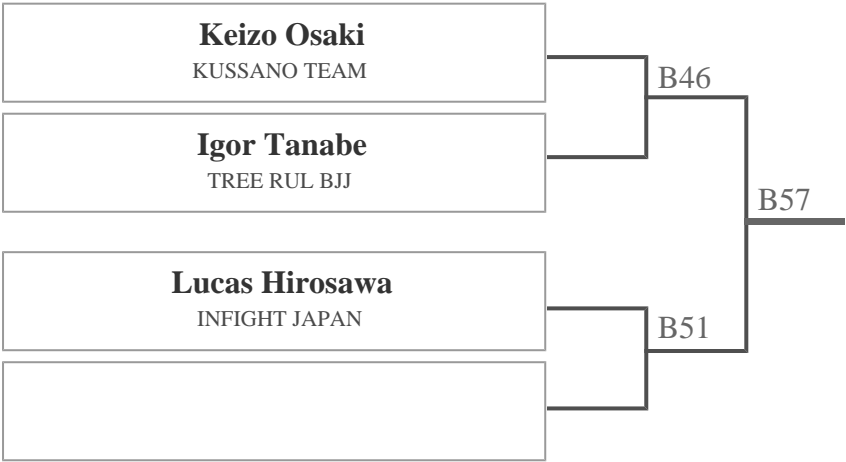 Keizo Osaki
KUSSANO TEAM
B46
Igor Tanabe
TREE RUL BJJ
B57
Lucas Hirosawa
INFIGHT JAPAN
B51